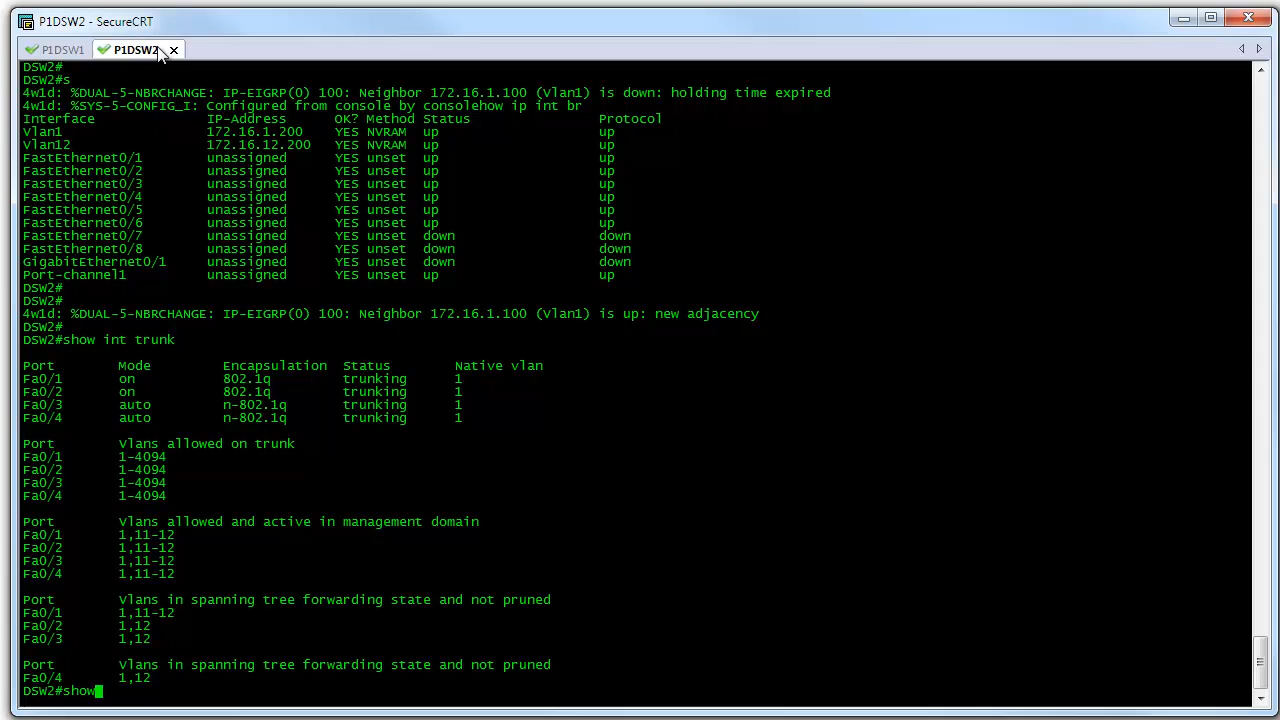 P1DSW2 - SecureCRT
P1DSW1 P1DSW2
DSW2#
DSW2#s
4w1d: %DUAL-5-NBRCHANGE: IP-EIGRP(0) 100: Neighbor 172.16.1.100 (Vlan1) is down: holding time expired
4w1d: %SYS-5-CONFIG_I: Configured from console by consolehow ip int br
Interface IP-Address OK? Method Status Protocol
Vlan1 172.16.1.200 YES NVRAM up up
Vlan12 172.16.12.200 YES NVRAM up up
FastEthernet0/1 unassigned YES unset up up
FastEthernet0/2 unassigned YES unset up up
FastEthernet0/3 unassigned YES unset up up
FastEthernet0/4 unassigned YES unset up up
FastEthernet0/5 unassigned YES unset up up
FastEthernet0/6 unassigned YES unset up up
FastEthernet0/7 unassigned YES unset down down
FastEthernet0/8 unassigned YES unset down down
GigabitEthernet0/1 unassigned YES unset down down
Port-channel1 unassigned YES unset up up
DSW2#
DSW2#
4w1d: %DUAL-5-NBRCHANGE: IP-EIGRP(0) 100: Neighbor 172.16.1.100 (Vlan1) is up: new adjacency
DSW2#
DSW2#show int trunk
Port Mode Encapsulation Status Native vlan
Fa0/1 on 802.1q trunking 1
Fa0/2 on 802.1q trunking 1
Fa0/3 auto n-802.1q trunking 1
Fa0/4 auto n-802.1q trunking 1
Port Vlans allowed on trunk
Fa0/1 1-4094
Fa0/2 1-4094
Fa0/3 1-4094
Fa0/4 1-4094
Port Vlans allowed and active in management domain
Fa0/1 1,11-12
Fa0/2 1,11-12
Fa0/3 1,11-12
Fa0/4 1,11-12
Port Vlans in spanning tree forwarding state and not pruned
Fa0/1 1,11-12
Fa0/2 1,12
Fa0/3 1,12
Port Vlans in spanning tree forwarding state and not pruned
Fa0/4 1,12
DSW2#show